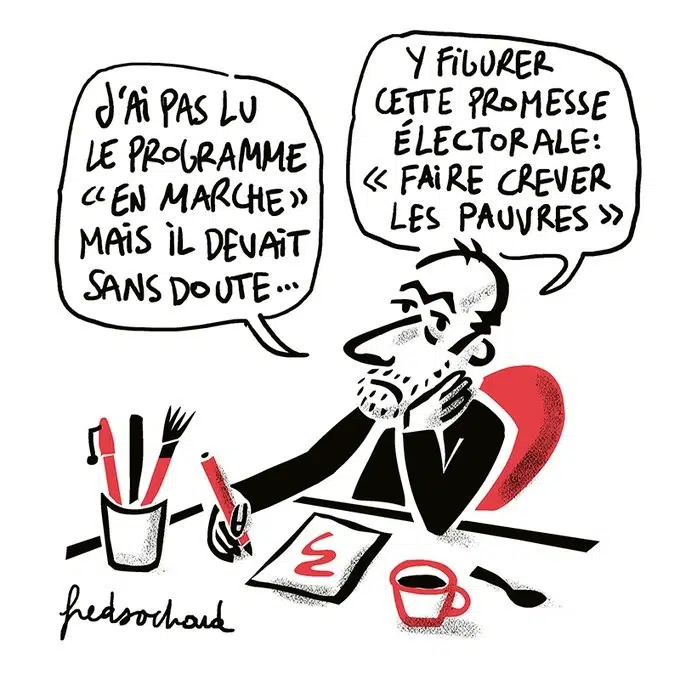 J'Ai PAS LU
LE PROGRAMME
« EN MARCHE »
MAIS iL DEVAIT
SANS DOUTE...
Y FiGURER
CETTE PROMESSE
ÉLECTORALE:
« FAiRE CREVER
LES PAUVRES »
fredsochard